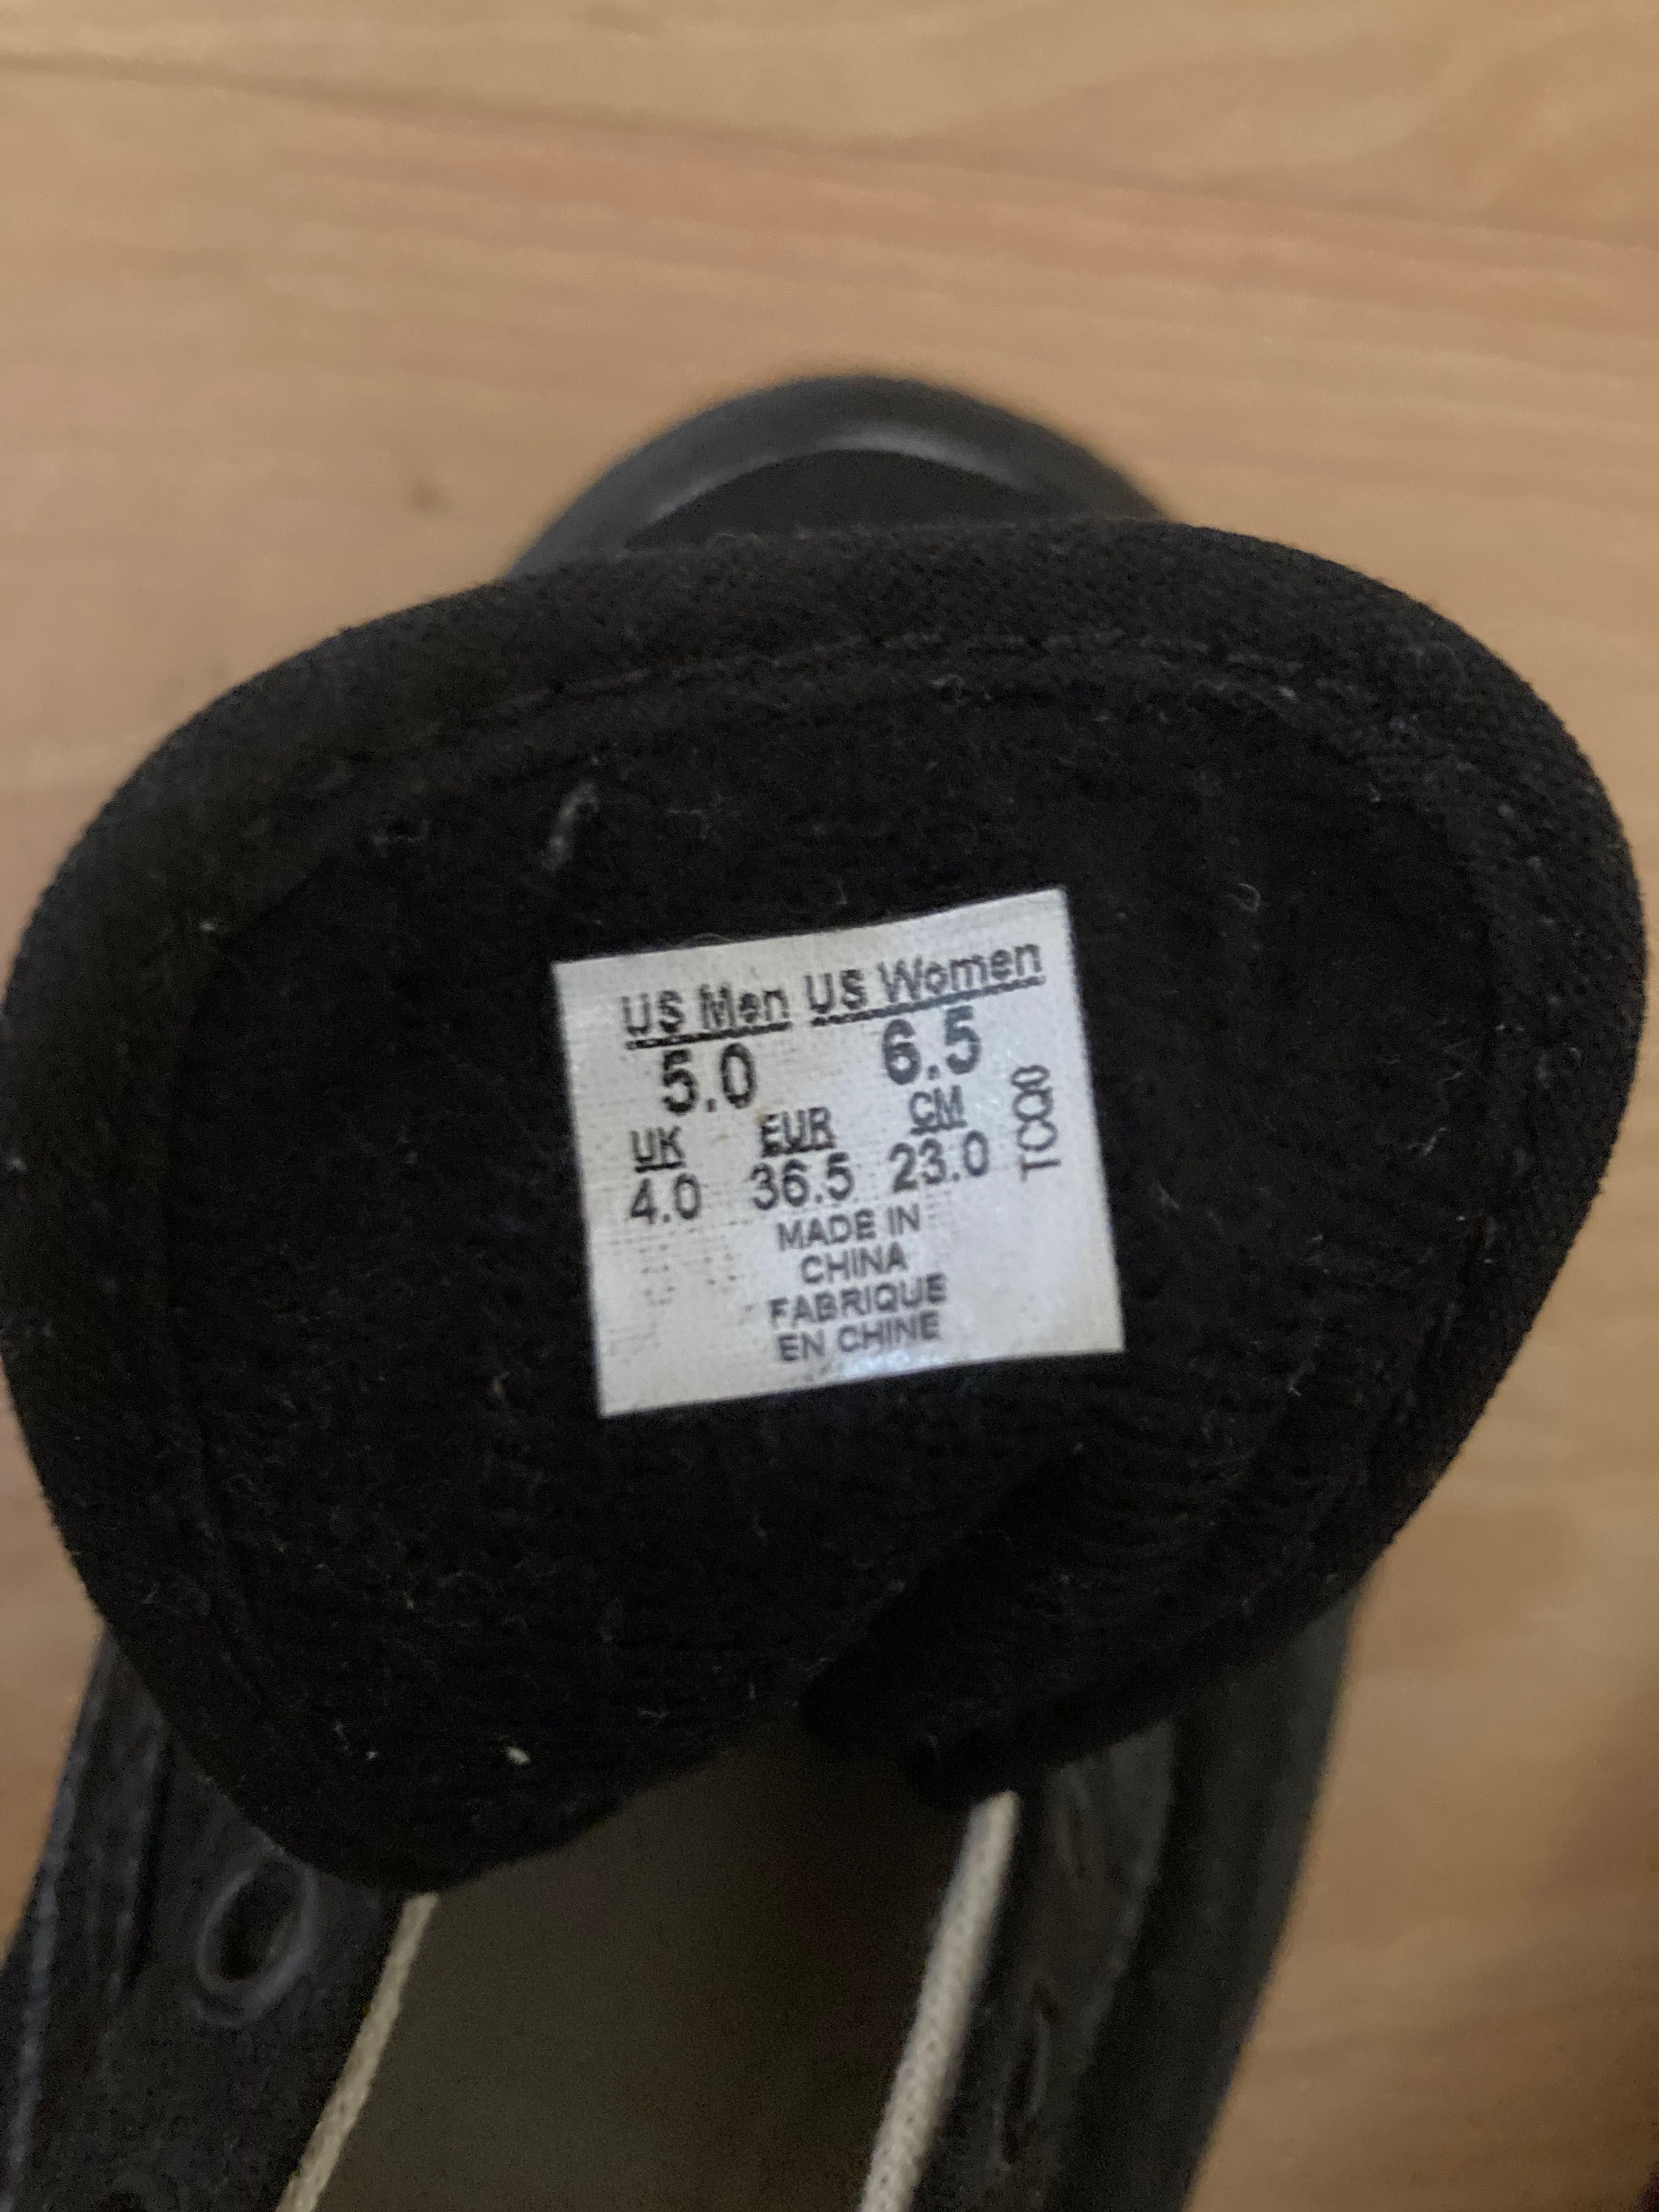 US Men US Women
5.0 6.5
UK EUR CM
4.0 36.5 23.0
TCQ0
MADE IN
CHINA
FABRIQUE
EN CHINE